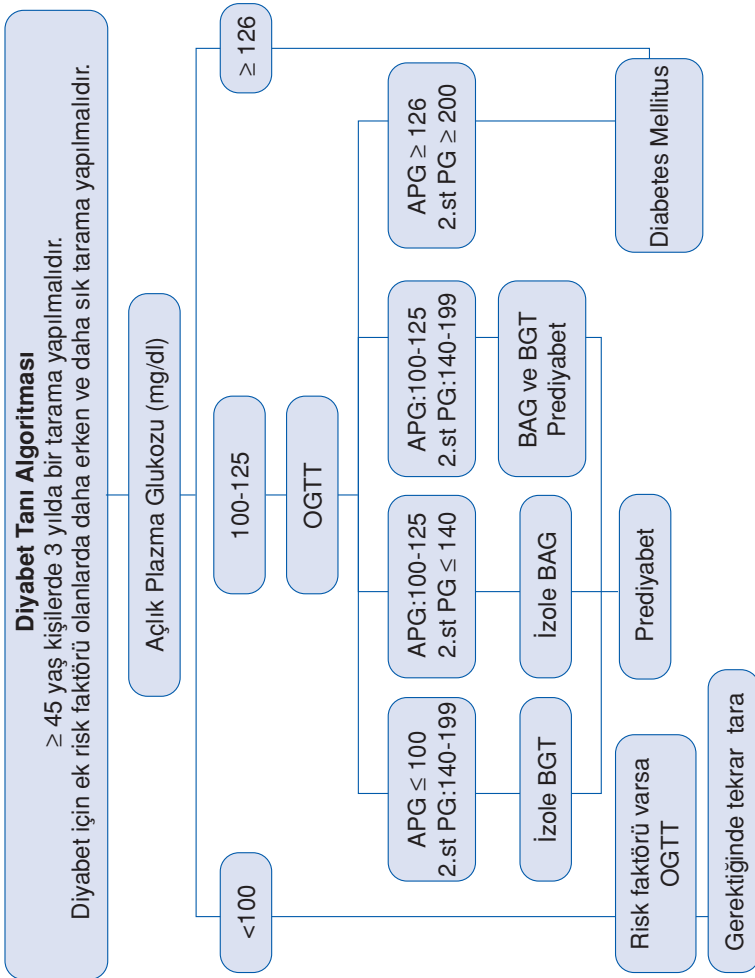 Diyabet Tanı Algoritması
≥ 45 yaş kişilerde 3 yılda bir tarama yapılmalıdır.
Diyabet için ek risk faktörü olanlarda daha erken ve daha sık tarama yapılmalıdır.
Açlık Plazma Glukozu (mg/dl)
<100
100-125
≥ 126
OGTT
APG ≤ 100
2.st PG:140-199
APG:100-125
2.st PG ≤ 140
APG:100-125
2.st PG:140-199
APG ≥ 126
2.st PG ≥ 200
İzole BGT
İzole BAG
BAG ve BGT
Prediyabet
Prediyabet
Diabetes Mellitus
Risk faktörü varsa
OGTT
Gerektiğinde tekrar tara